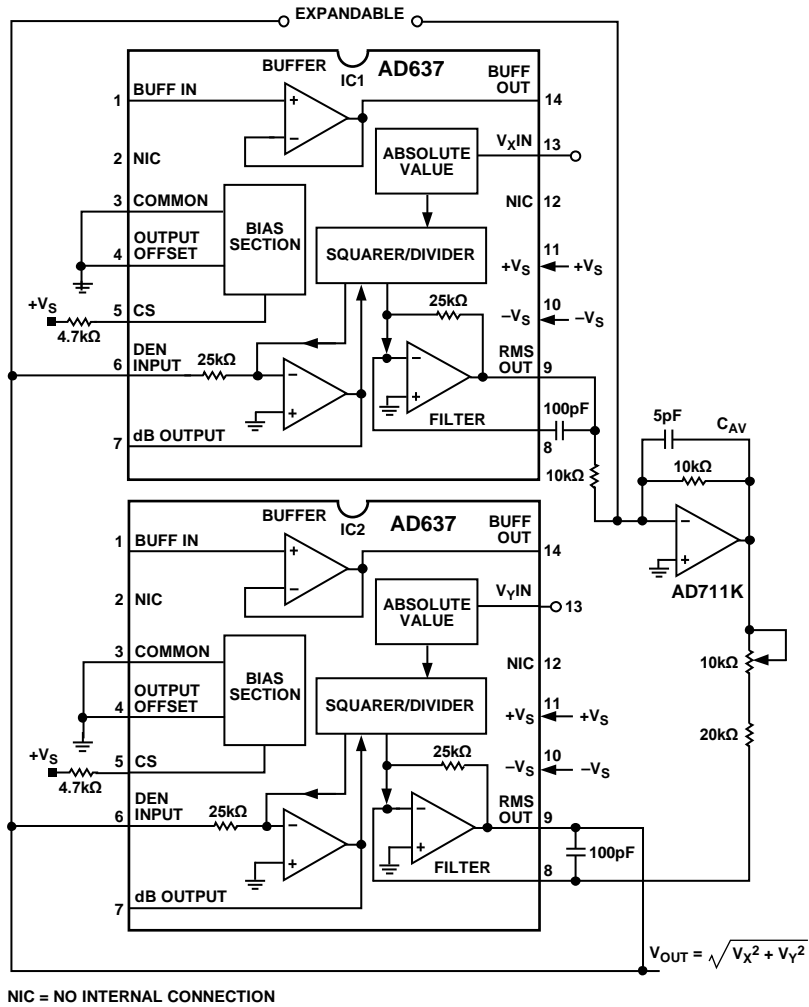 EXPANDABLE
BUFFER
IC1
AD637
BUFF
OUT
1
BUFF IN
14
+
−
ABSOLUTE
VALUE
VXIN
13
2
NIC
3
COMMON
NIC
12
BIAS
SECTION
4
OUTPUT
OFFSET
SQUARER/DIVIDER
11
+VS
+VS
+VS
4.7kΩ
5
CS
25kΩ
10
−VS
−VS
6
DEN
INPUT
25kΩ
−
+
−
+
RMS
OUT
9
FILTER
100pF
8
7
dB OUTPUT
10kΩ
5pF
CAV
10kΩ
−
+
AD711K
BUFFER
IC2
AD637
BUFF
OUT
1
BUFF IN
14
+
−
ABSOLUTE
VALUE
VYIN
13
2
NIC
3
COMMON
NIC
12
10kΩ
BIAS
SECTION
4
OUTPUT
OFFSET
SQUARER/DIVIDER
11
+VS
+VS
20kΩ
+VS
4.7kΩ
5
CS
25kΩ
10
−VS
−VS
6
DEN
INPUT
25kΩ
−
+
−
+
RMS
OUT
9
100pF
FILTER
8
7
dB OUTPUT
VOUT = √VX² + VY²
NIC = NO INTERNAL CONNECTION